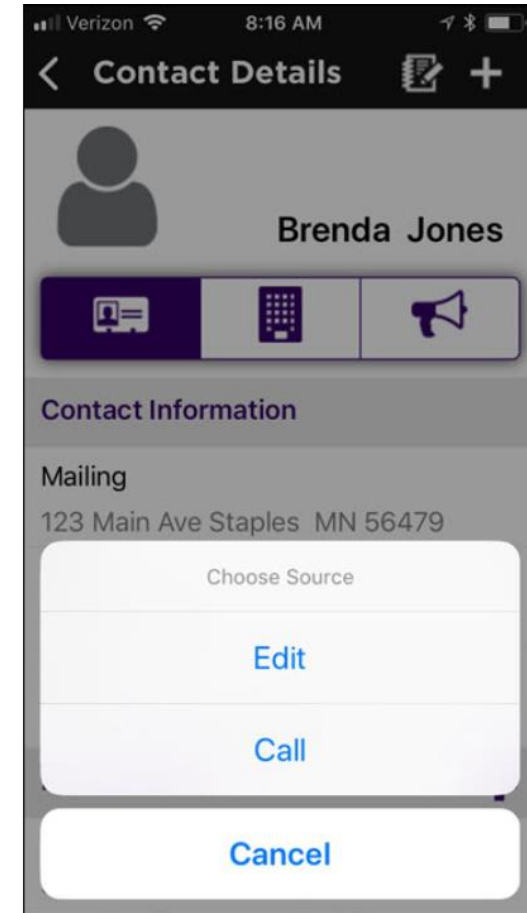 Verizon 8:16 AM
Contact Details
Brenda Jones
Contact Information
Mailing
123 Main Ave Staples MN 56479
Choose Source
Edit
Call
Cancel